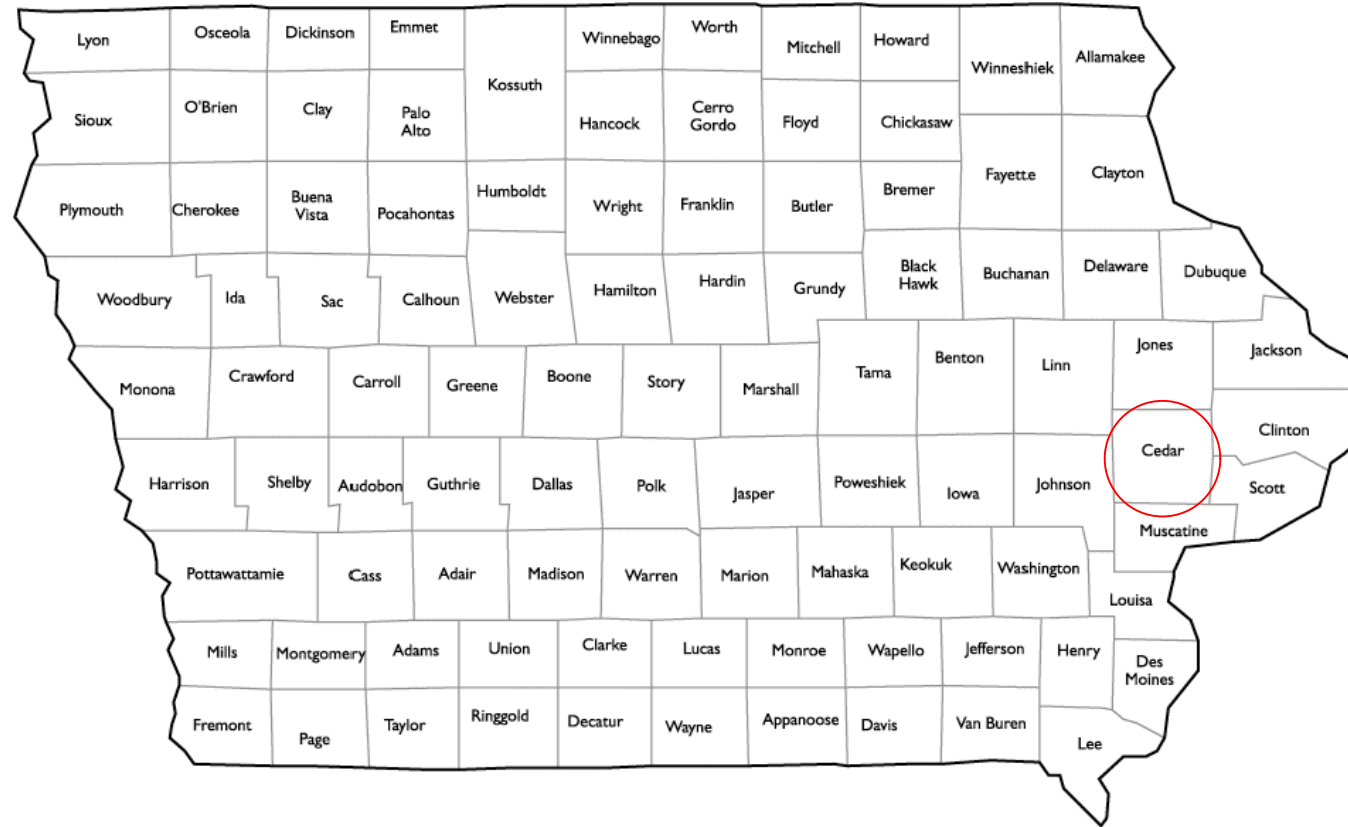 Lyon
Osceola
Dickinson
Emmet
Kossuth
Winnebago
Worth
Mitchell
Howard
Winneshiek
Allamakee
Sioux
O'Brien
Clay
Palo
Alto
Hancock
Cerro
Gordo
Floyd
Chickasaw
Fayette
Clayton
Plymouth
Cherokee
Buena
Vista
Pocahontas
Humboldt
Wright
Franklin
Butler
Bremer
Woodbury
Ida
Sac
Calhoun
Webster
Hamilton
Hardin
Grundy
Black
Hawk
Buchanan
Delaware
Dubuque
Monona
Crawford
Carroll
Greene
Boone
Story
Marshall
Tama
Benton
Linn
Jones
Jackson
Harrison
Shelby
Audobon
Guthrie
Dallas
Polk
Jasper
Poweshiek
Iowa
Johnson
Cedar
Clinton
Scott
Muscatine
Pottawattamie
Cass
Adair
Madison
Warren
Marion
Mahaska
Keokuk
Washington
Louisa
Mills
Montgomery
Adams
Union
Clarke
Lucas
Monroe
Wapello
Jefferson
Henry
Des
Moines
Fremont
Page
Taylor
Ringgold
Decatur
Wayne
Appanoose
Davis
Van Buren
Lee